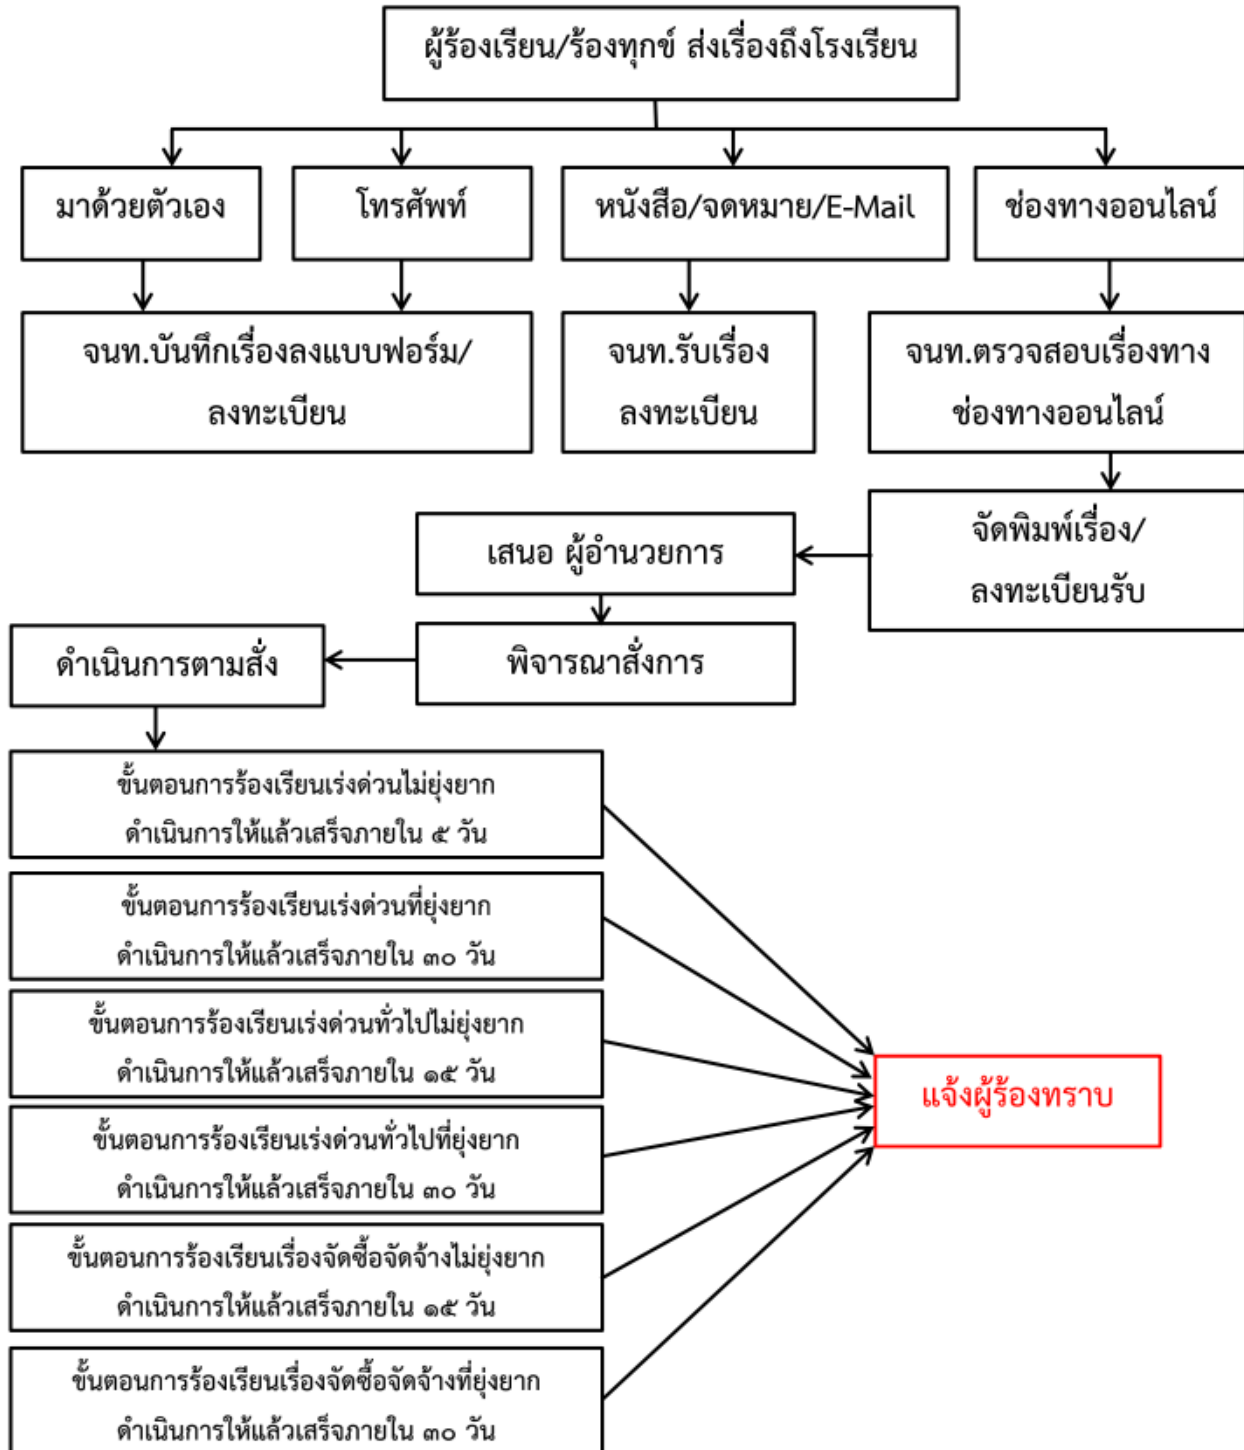 ผู้ร้องเรียน/ร้องทุกข์ ส่งเรื่องถึงโรงเรียน
มาด้วยตัวเอง
โทรศัพท์
หนังสือ/จดหมาย/E-Mail
ช่องทางออนไลน์
จนท.บันทึกเรื่องลงแบบฟอร์ม/
ลงทะเบียน
จนท.รับเรื่อง
ลงทะเบียน
จนท.ตรวจสอบเรื่องทาง
ช่องทางออนไลน์
จัดพิมพ์เรื่อง/
ลงทะเบียนรับ
เสนอ ผู้อำนวยการ
พิจารณาสั่งการ
ดำเนินการตามสั่ง
ขั้นตอนการร้องเรียนเร่งด่วนไม่ยุ่งยาก
ดำเนินการให้แล้วเสร็จภายใน ๕ วัน
ขั้นตอนการร้องเรียนเร่งด่วนที่ยุ่งยาก
ดำเนินการให้แล้วเสร็จภายใน ๓๐ วัน
ขั้นตอนการร้องเรียนเร่งด่วนทั่วไปไม่ยุ่งยาก
ดำเนินการให้แล้วเสร็จภายใน ๑๕ วัน
ขั้นตอนการร้องเรียนเร่งด่วนทั่วไปที่ยุ่งยาก
ดำเนินการให้แล้วเสร็จภายใน ๓๐ วัน
ขั้นตอนการร้องเรียนเรื่องจัดซื้อจัดจ้างไม่ยุ่งยาก
ดำเนินการให้แล้วเสร็จภายใน ๑๕ วัน
ขั้นตอนการร้องเรียนเรื่องจัดซื้อจัดจ้างที่ยุ่งยาก
ดำเนินการให้แล้วเสร็จภายใน ๓๐ วัน
แจ้งผู้ร้องทราบ